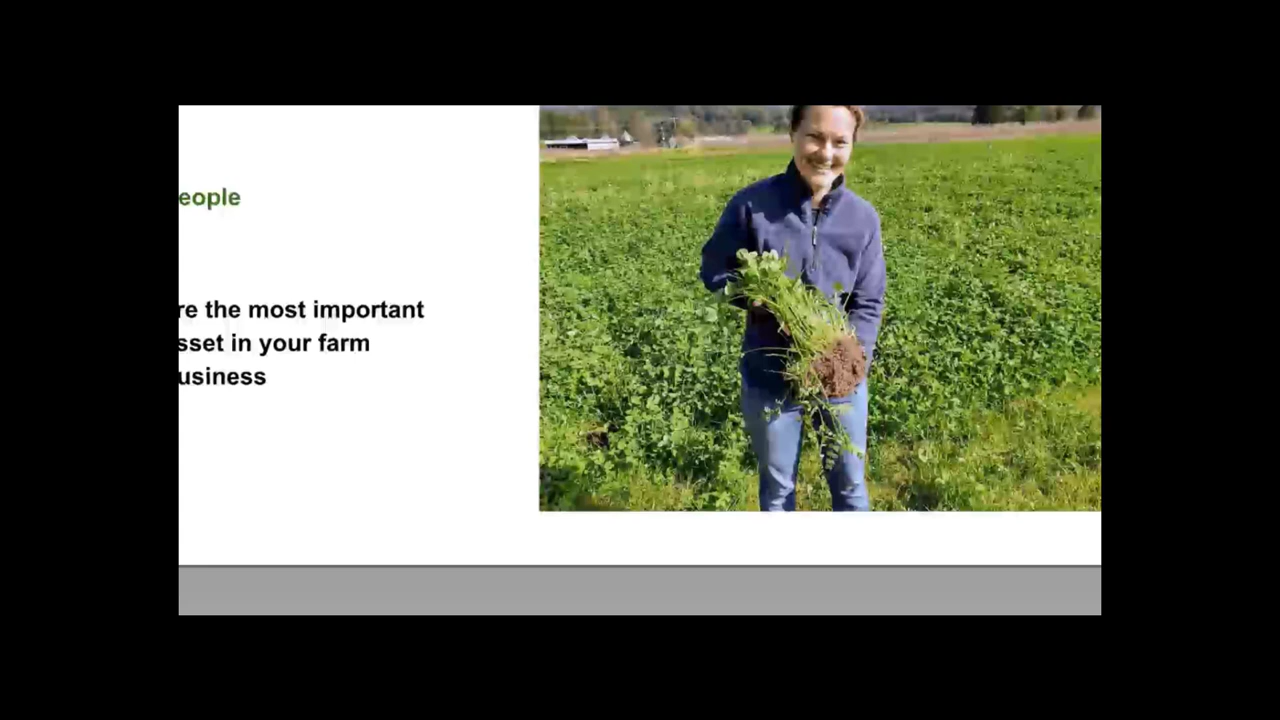 eople
re the most important
sset in your farm
usiness